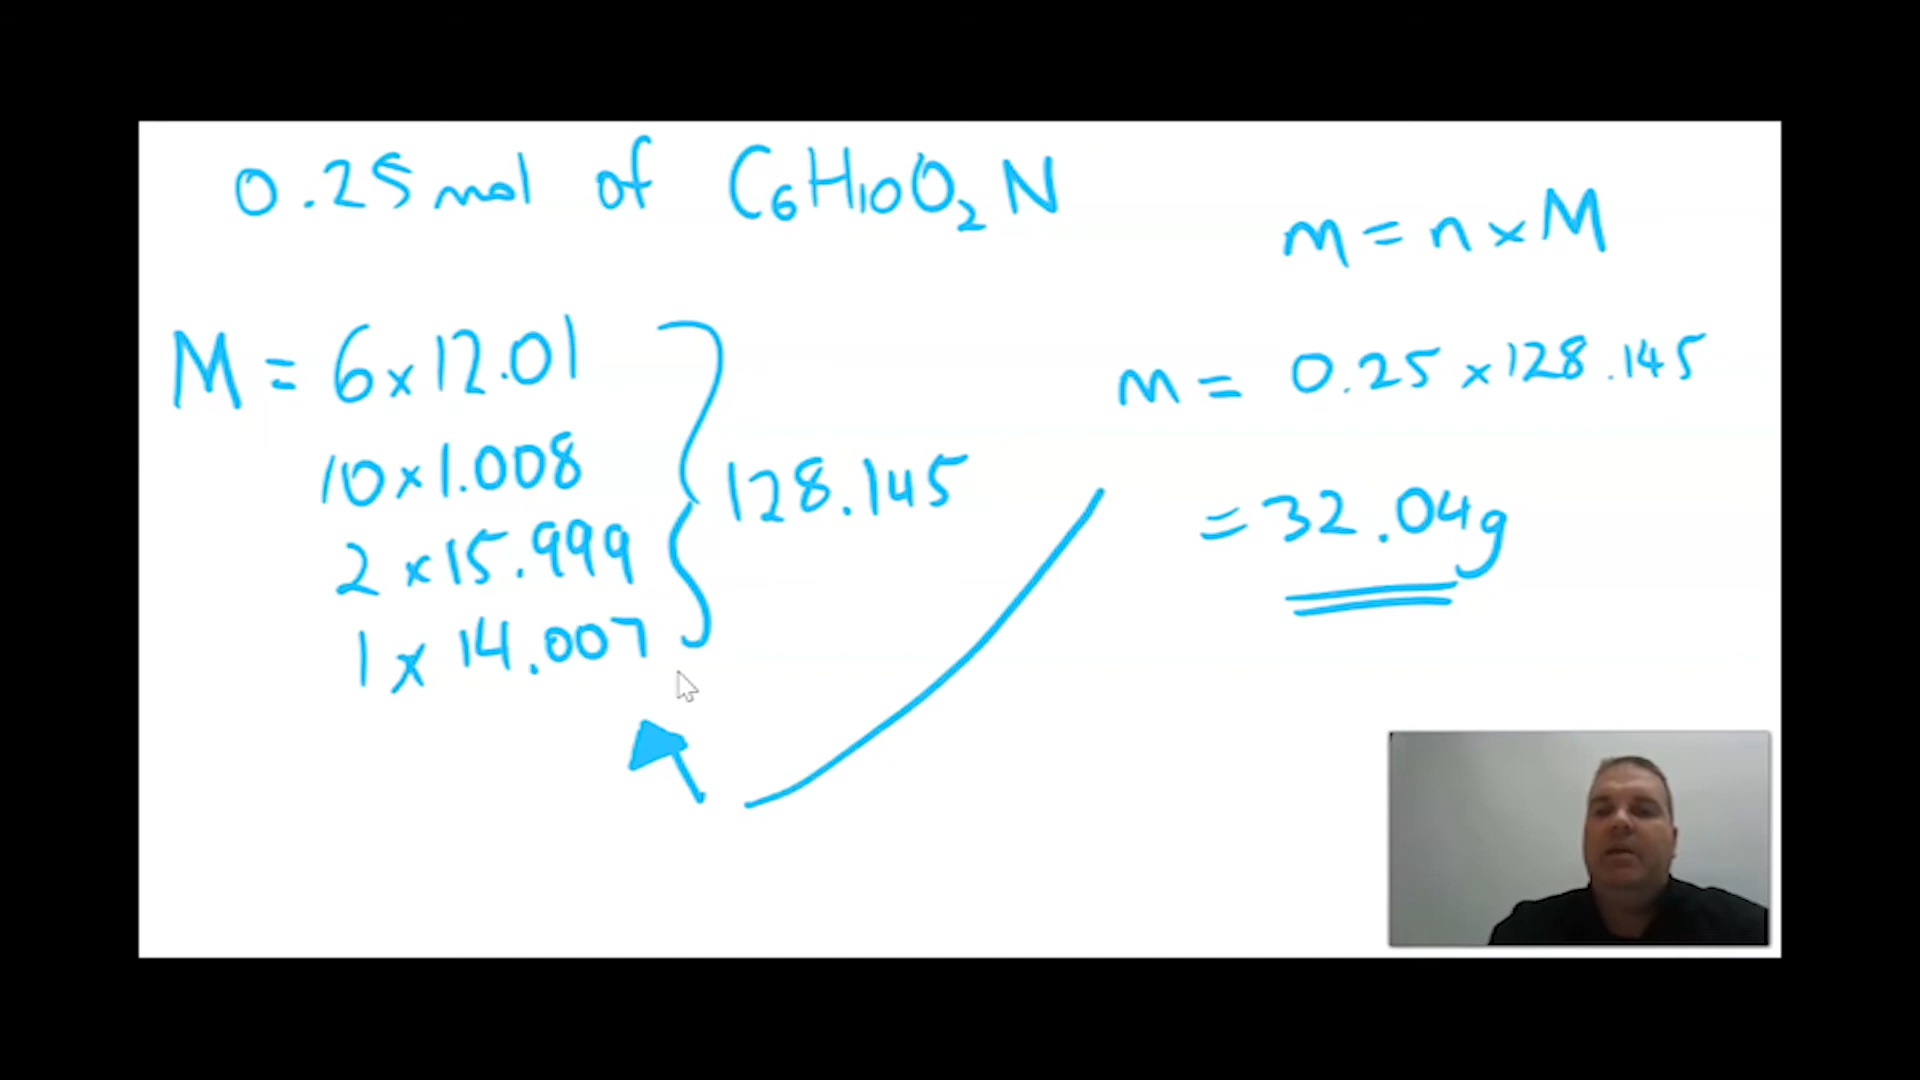 0.25 mol of C₆H₁₀O₂N
M = 6 x 12.01
10 x 1.008
2 x 15.999
1 x 14.007
128.145
m = n x M
m = 0.25 x 128.145
= 32.04g